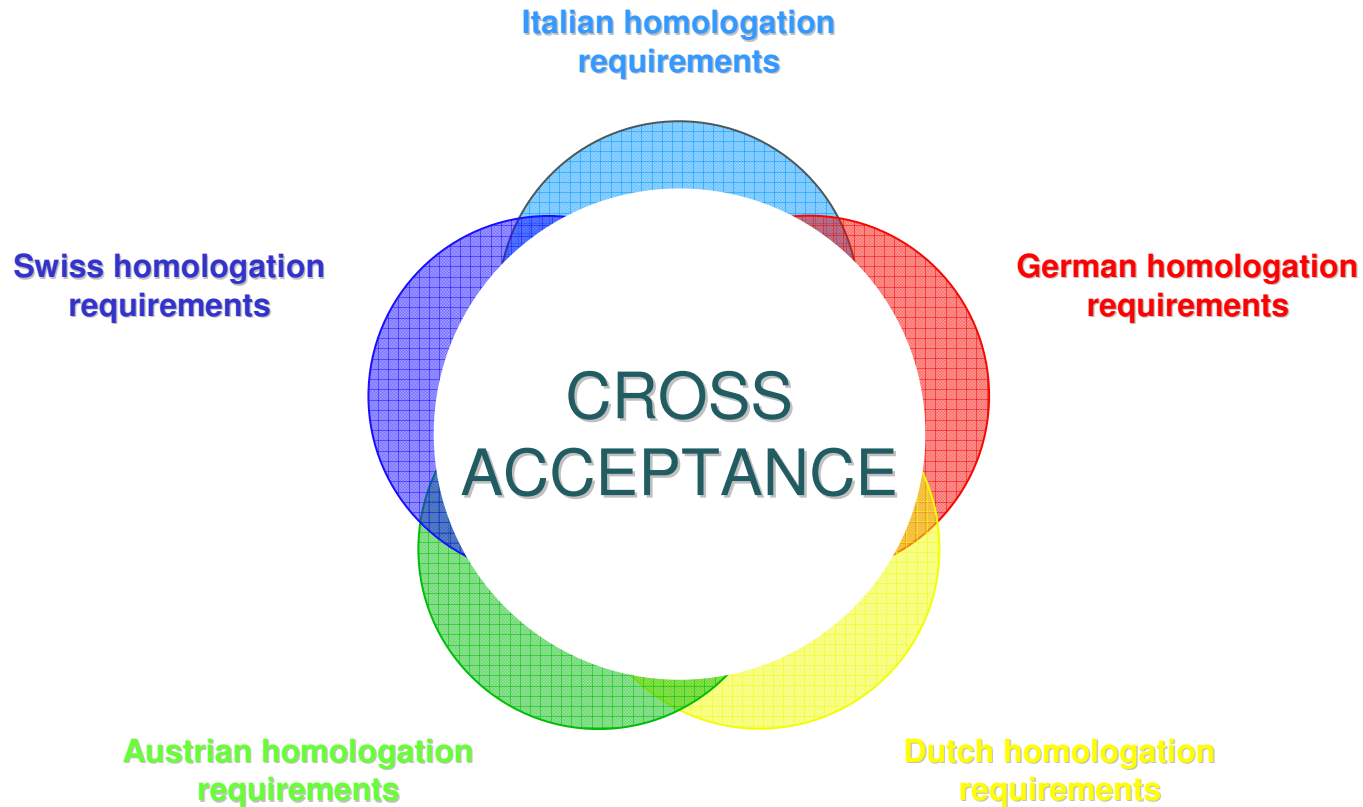 Italian homologation
requirements
Swiss homologation
requirements
German homologation
requirements
CROSS
ACCEPTANCE
Austrian homologation
requirements
Dutch homologation
requirements